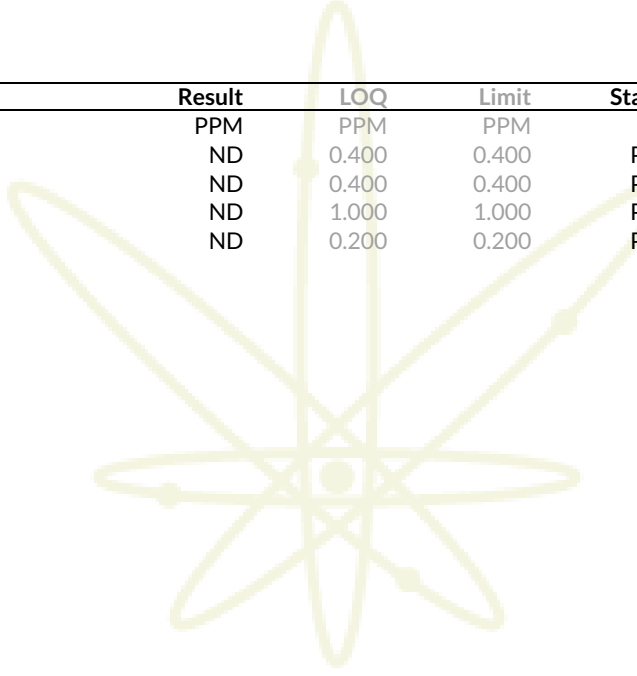 Result LOQ Limit
PPM PPM PPM
ND 0.400 0.400
ND 0.400 0.400
ND 1.000 1.000
ND 0.200 0.200